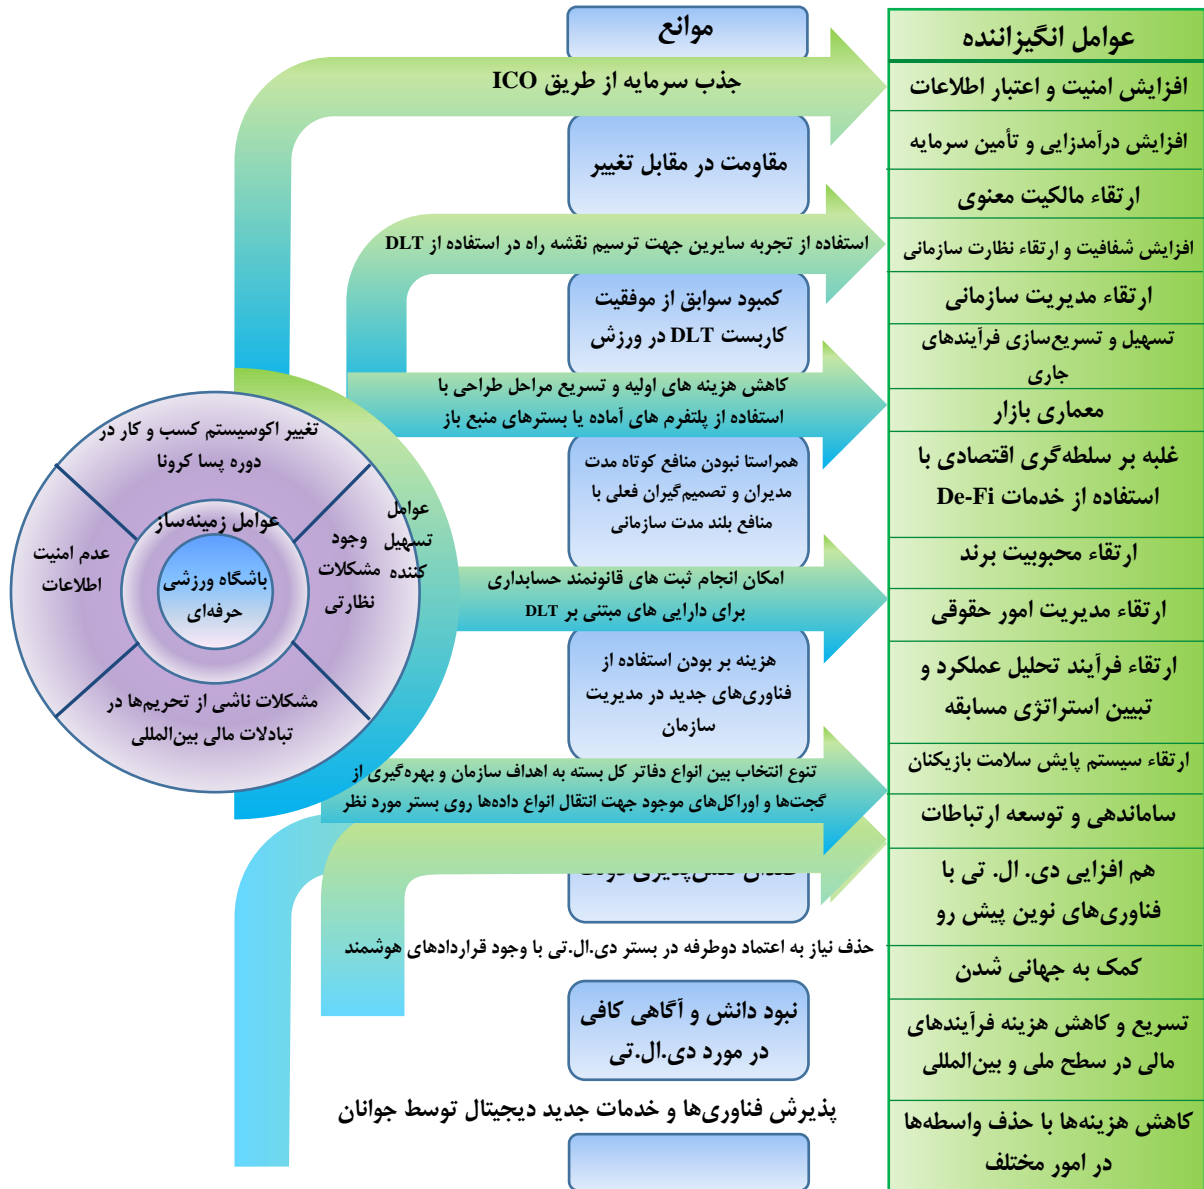 موانع
جذب سرمایه از طریق ICO
مقاومت در مقابل تغییر
استفاده از تجربه سایرین جهت ترسیم نقشه راه در استفاده از DLT
کمبود سوابق از موفقیت
کاربست DLT در ورزش
کاهش هزینه های اولیه و تسریع مراحل طراحی با
استفاده از پلتفرم های آماده یا بسترهای منبع باز
همراستا نبودن منافع کوتاه مدت
مدیران و تصمیم‌گیران فعلی با
منافع بلند مدت سازمانی
امکان انجام ثبت های قانونمند حسابداری
برای دارایی های مبتنی بر DLT
هزینه بر بودن استفاده از
فناوری‌های جدید در مدیریت
سازمان
تنوع انتخاب بین انواع دفاتر کل بسته به اهداف سازمان و بهره‌گیری از
گجت‌ها و اوراکل‌های موجود جهت انتقال انواع داده‌ها روی بستر مورد نظر
حذف نیاز به اعتماد دوطرفه در بستر دی.ال.تی با وجود قراردادهای هوشمند
نبود دانش و آگاهی کافی
در مورد دی.ال.تی
پذیرش فناوری‌ها و خدمات جدید دیجیتال توسط جوانان
عوامل انگیزاننده
افزایش امنیت و اعتبار اطلاعات
افزایش درآمدزایی و تأمین سرمایه
ارتقاء مالکیت معنوی
افزایش شفافیت و ارتقاء نظارت سازمانی
ارتقاء مدیریت سازمانی
تسهیل و تسریع‌سازی فرآیندهای
جاری
معماری بازار
غلبه بر سلطه‌گری اقتصادی با
استفاده از خدمات De-Fi
ارتقاء محبوبیت برند
ارتقاء مدیریت امور حقوقی
ارتقاء فرآیند تحلیل عملکرد و
تبیین استراتژی مسابقه
ارتقاء سیستم پایش سلامت بازیکنان
ساماندهی و توسعه ارتباطات
هم افزایی دی. ال. تی با
فناوری‌های نوین پیش رو
کمک به جهانی شدن
تسریع و کاهش هزینه فرآیندهای
مالی در سطح ملی و بین‌المللی
کاهش هزینه‌ها با حذف واسطه‌ها
در امور مختلف
تغییر اکوسیستم کسب و کار در
دوره پسا کرونا
عوامل زمینه‌ساز
عوامل
تسهیل
کننده
وجود
مشکلات
نظارتی
عدم امنیت
اطلاعات
باشگاه ورزشی
حرفه‌ای
مشکلات ناشی از تحریم‌ها در
تبادلات مالی بین‌المللی